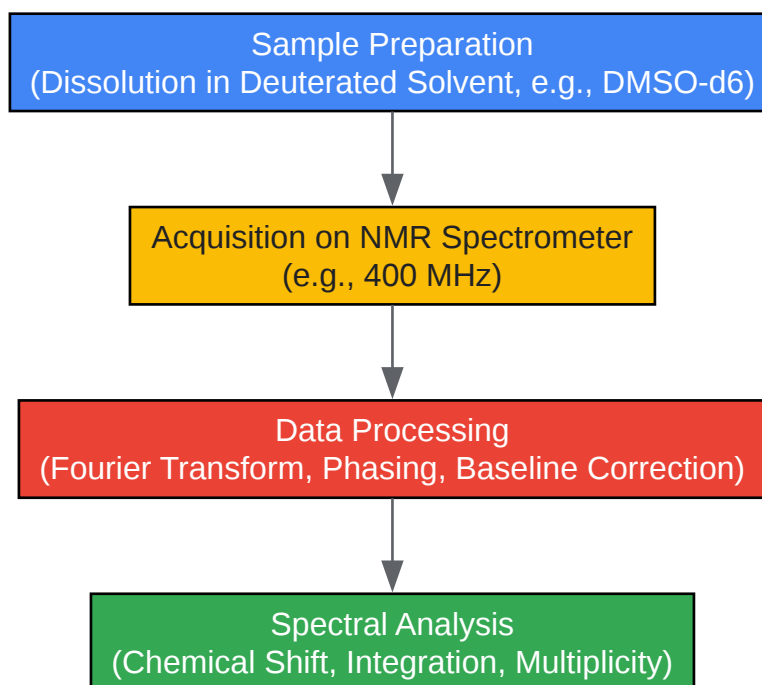 Sample Preparation
(Dissolution in Deuterated Solvent, e.g., DMSO-d6)
Acquisition on NMR Spectrometer
(e.g., 400 MHz)
Data Processing
(Fourier Transform, Phasing, Baseline Correction)
Spectral Analysis
(Chemical Shift, Integration, Multiplicity)